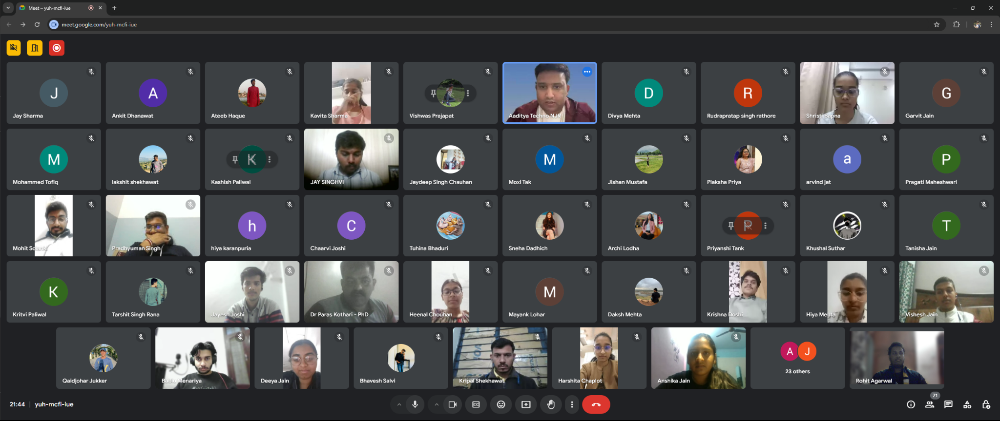 Meet – yuh-mcfi-iue
meet.google.com/yuh-mcfi-iue
J
Jay Sharma
A
Ankit Dhanawat
Ateeb Haque
Kavita Sharma
Vishwas Prajapat
Aaditya Techno NJR
D
Divya Mehta
R
Rudrapratap singh rathore
Shristi Bapna
G
Garvit Jain
M
Mohammed Tofiq
lakshit shekhawat
K
Kashish Paliwal
JAY SINGHVI
Jaydeep Singh Chauhan
M
Moxi Tak
Jishan Mustafa
Plaksha Priya
a
arvind jat
P
Pragati Maheshwari
Mohit Solanki
Pradhyuman Singh
h
hiya karanpuria
C
Chaarvi Joshi
Tuhina Bhaduri
Sneha Dadhich
Archi Lodha
P
Priyanshi Tank
Khushal Suthar
T
Tanisha Jain
K
Kritvi Paliwal
Tarshit Singh Rana
Jayesh Joshi
Dr Paras Kothari - PhD
Heenal Chouhan
M
Mayank Lohar
Daksh Mehta
Krishna Doshi
Hiya Mehta
Vishesh Jain
Qaidjohar Jukker
Bablu Menariya
Deeya Jain
Bhavesh Salvi
Kripal Shekhawat
Harshita Chaplot
Anshika Jain
A J
23 others
Rohit Agarwal
21:44 | yuh-mcfi-iue
71